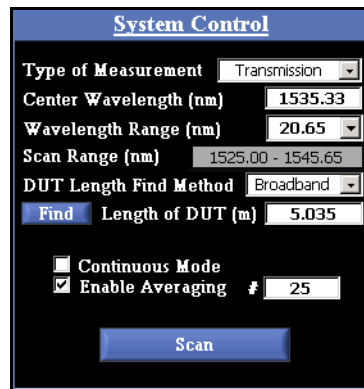 System Control
Type of Measurement Transmission
Center Wavelength (nm) 1535.33
Wavelength Range (nm) 20.65
Scan Range (nm) 1525.00 - 1545.65
DUT Length Find Method Broadband
Find Length of DUT (m) 5.035
Continuous Mode
Enable Averaging # 25
Scan